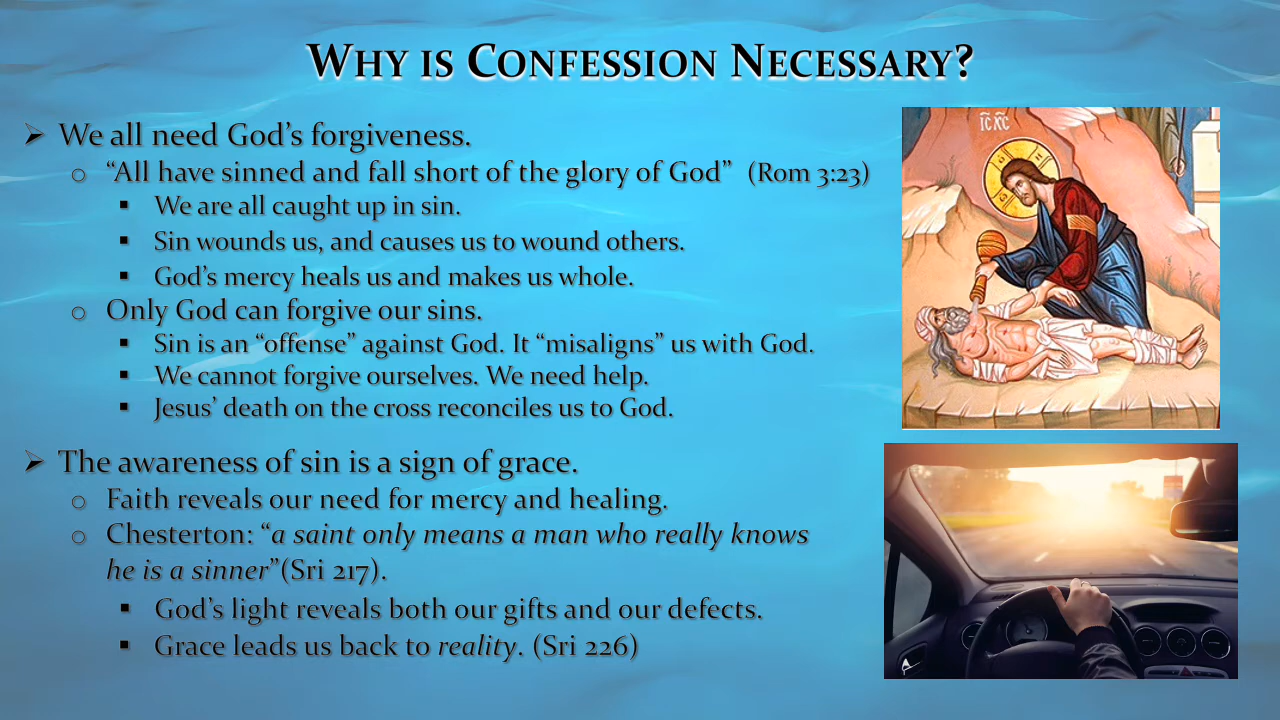 WHY IS CONFESSION NECESSARY?
➢ We all need God’s forgiveness.
o “All have sinned and fall short of the glory of God” (Rom 3:23)
▪ We are all caught up in sin.
▪ Sin wounds us, and causes us to wound others.
▪ God’s mercy heals us and makes us whole.
o Only God can forgive our sins.
▪ Sin is an “offense” against God. It “misaligns” us with God.
▪ We cannot forgive ourselves. We need help.
▪ Jesus’ death on the cross reconciles us to God.
➢ The awareness of sin is a sign of grace.
o Faith reveals our need for mercy and healing.
o Chesterton: “a saint only means a man who really knows
he is a sinner”(Sri 217).
▪ God’s light reveals both our gifts and our defects.
▪ Grace leads us back to reality. (Sri 226)
IC XC